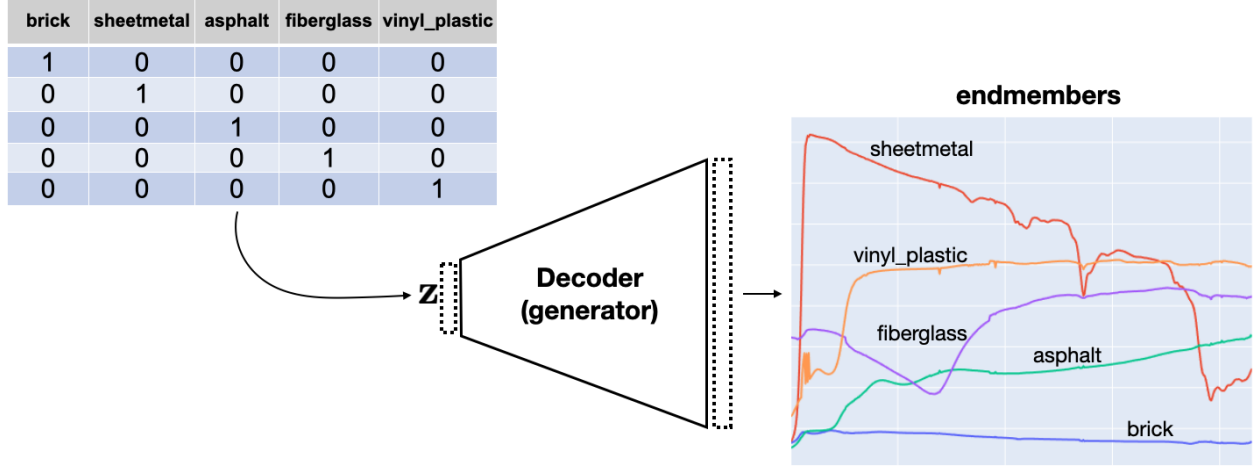 brick sheetmetal asphalt fiberglass vinyl_plastic
1 0 0 0 0
0 1 0 0 0
0 0 1 0 0
0 0 0 1 0
0 0 0 0 1
z
Decoder
(generator)
endmembers
sheetmetal
vinyl_plastic
fiberglass
asphalt
brick